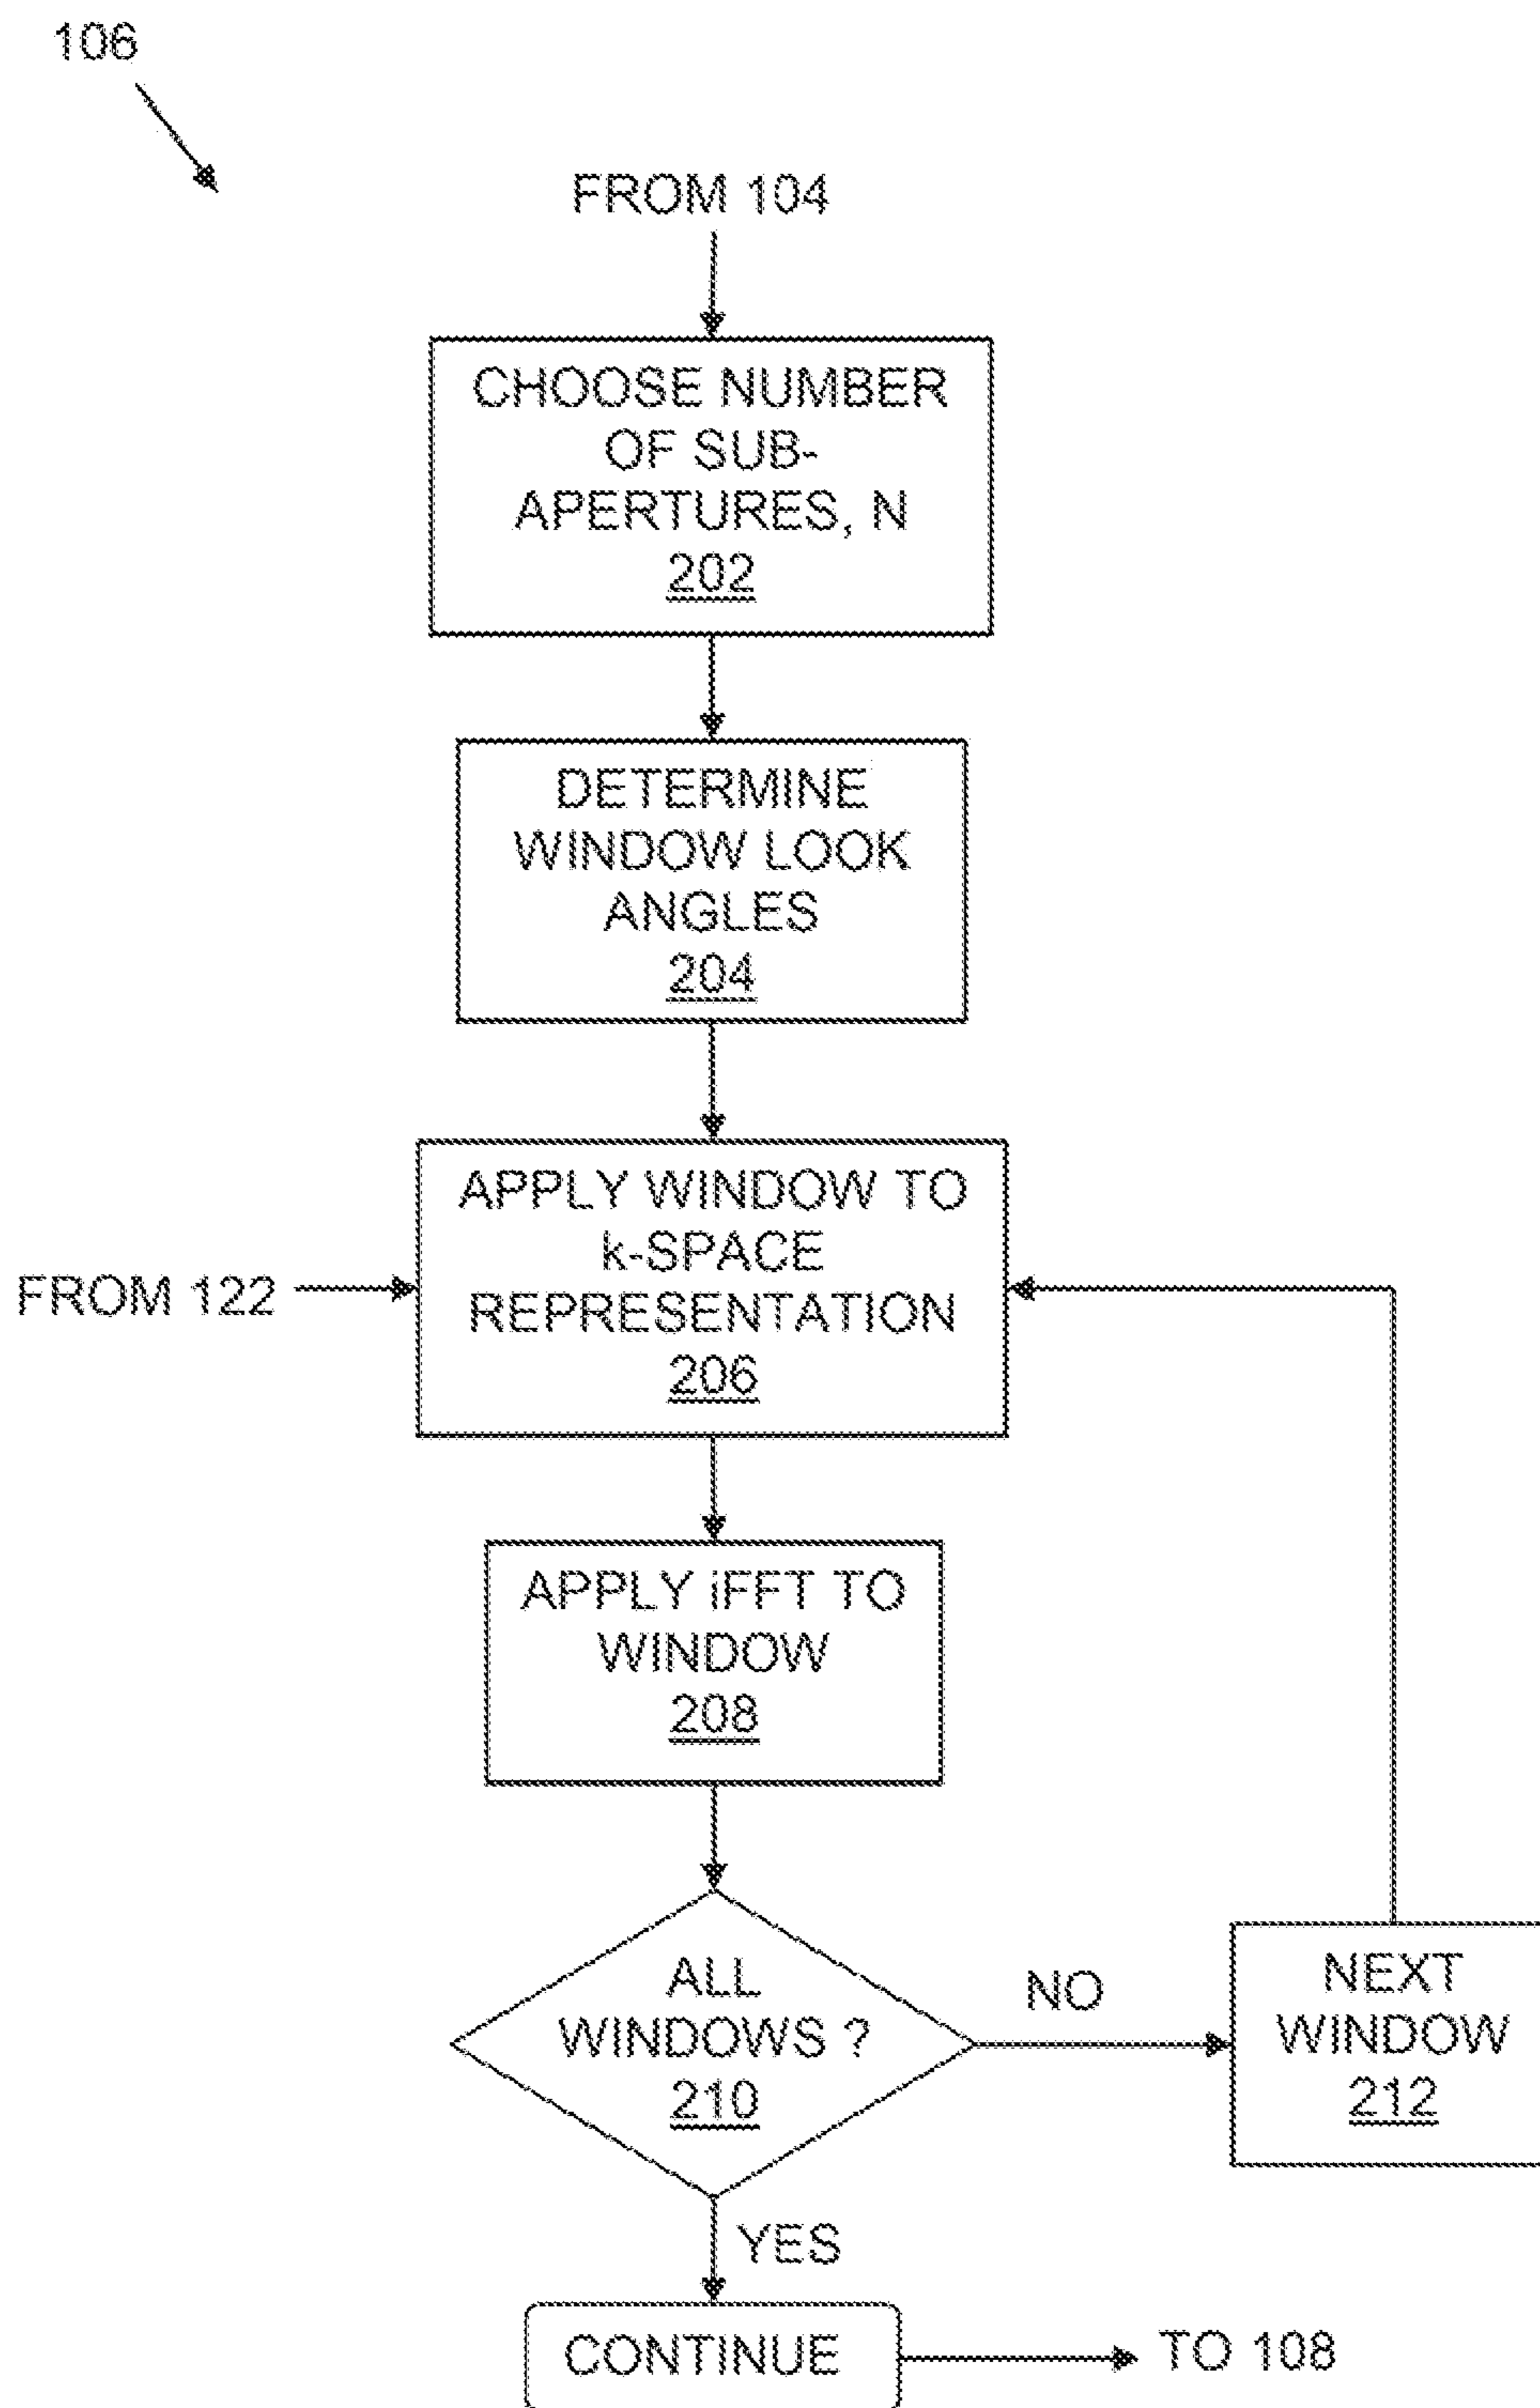 106
FROM 104
CHOOSE NUMBER
OF SUB-
APERTURES, N
202
DETERMINE
WINDOW LOOK
ANGLES
204
APPLY WINDOW TO
k-SPACE
REPRESENTATION
206
FROM 122
APPLY iFFT TO
WINDOW
208
ALL
WINDOWS ?
210
NO
NEXT
WINDOW
212
YES
CONTINUE
TO 108